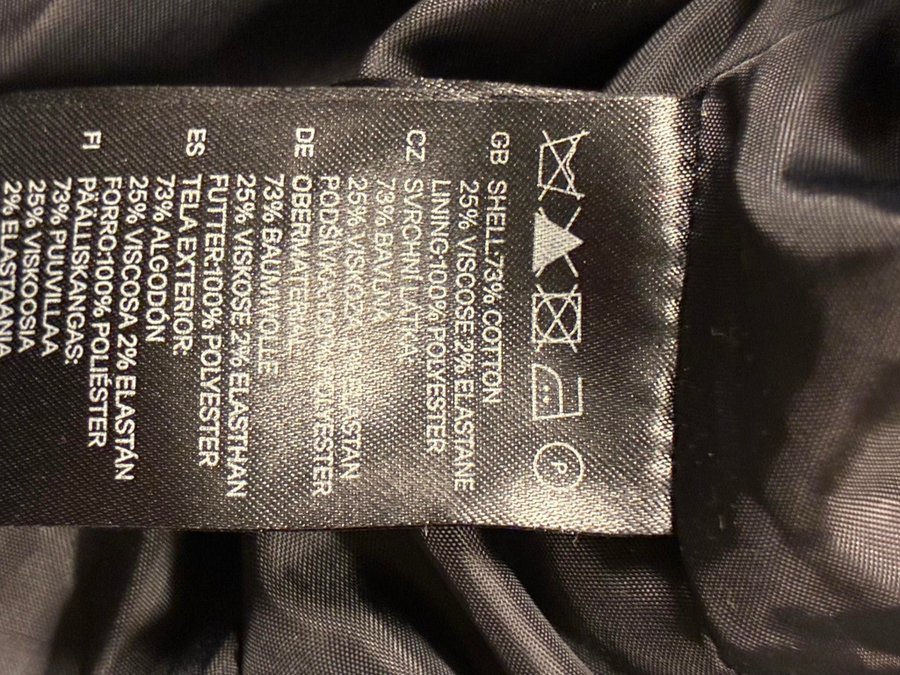 P
GB SHELL:73% COTTON
25% VISCOSE 2% ELASTANE
LINING:100% POLYESTER
CZ SVRCHNÍ LÁTKA:
73% BAVLNA
25% VISKÓZA 2% ELASTAN
PODŠÍVKA:100% POLYESTER
DE OBERMATERIAL:
73% BAUMWOLLE
25% VISKOSE 2% ELASTHAN
FUTTER:100% POLYESTER
ES TELA EXTERIOR:
73% ALGODÓN
25% VISCOSA 2% ELASTÁN
FORRO:100% POLIÉSTER
FI PÄÄLLISKANGAS:
73% PUUVILLAA
25% VISKOOSIA
2% ELASTAANIA